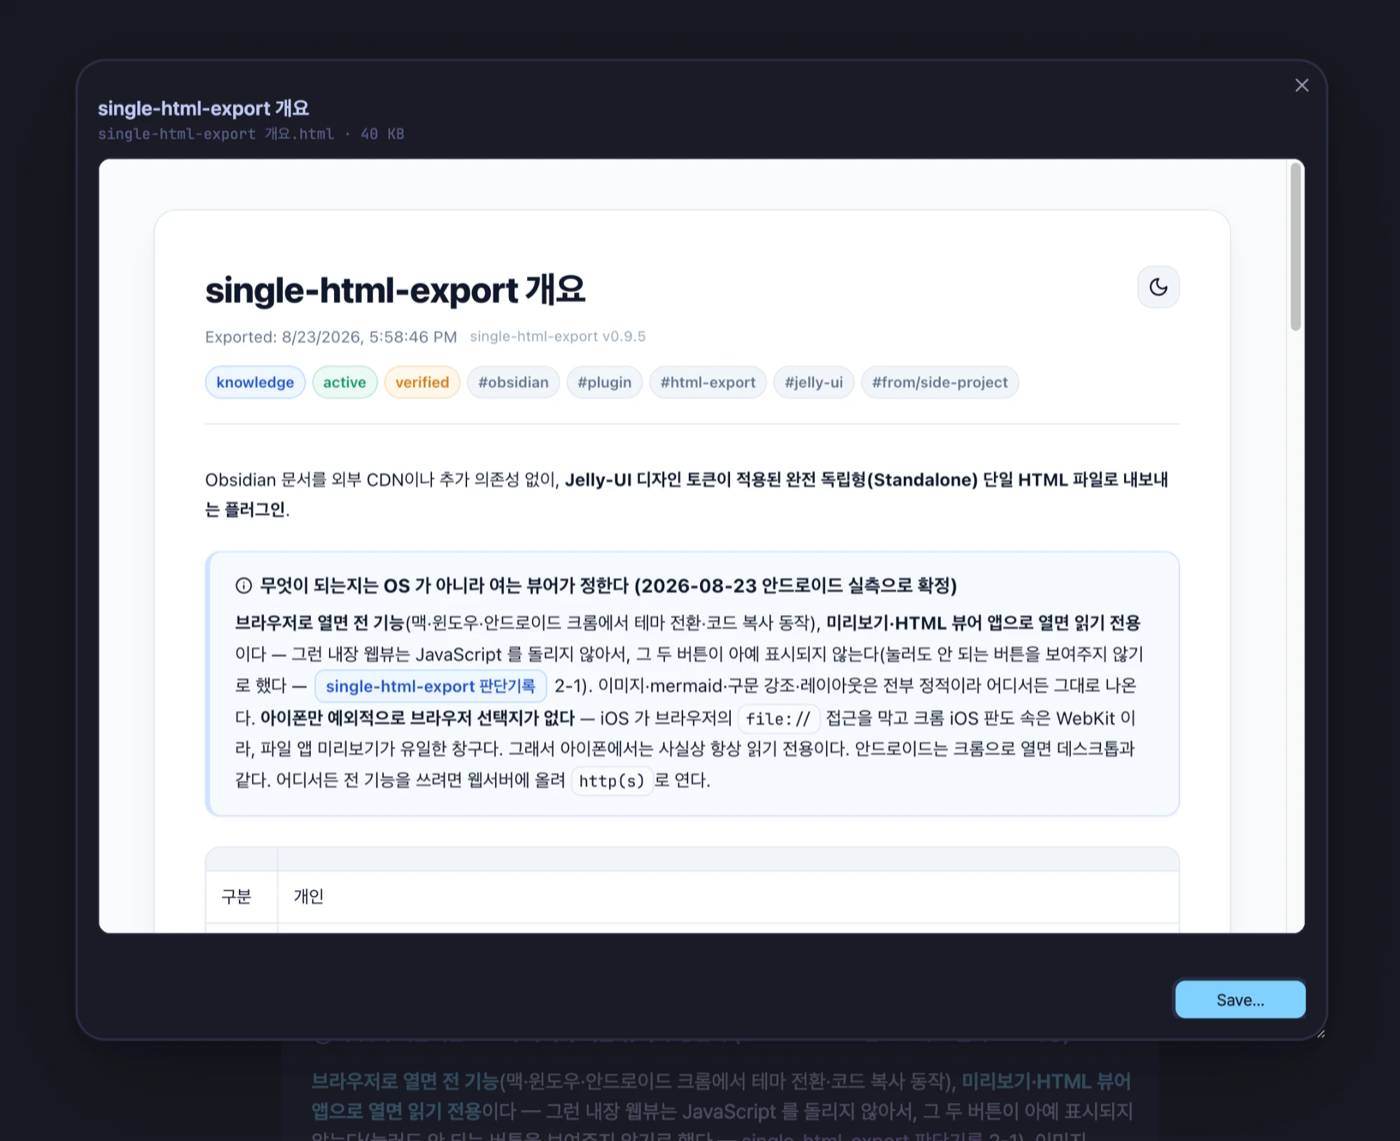 single-html-export 개요
single-html-export 개요.html · 40 KB
single-html-export 개요
Exported: 8/23/2026, 5:58:46 PM single-html-export v0.9.5
knowledge active verified #obsidian #plugin #html-export #jelly-ui #from/side-project
Obsidian 문서를 외부 CDN이나 추가 의존성 없이, Jelly-UI 디자인 토큰이 적용된 완전 독립형(Standalone) 단일 HTML 파일로 내보내
는 플러그인.
무엇이 되는지는 OS 가 아니라 여는 뷰어가 정한다 (2026-08-23 안드로이드 실측으로 확정)
브라우저로 열면 전 기능(맥·윈도우·안드로이드 크롬에서 테마 전환·코드 복사 동작), 미리보기·HTML 뷰어 앱으로 열면 읽기 전용
이다 — 그런 내장 웹뷰는 JavaScript 를 돌리지 않아서, 그 두 버튼이 아예 표시되지 않는다(눌러도 안 되는 버튼을 보여주지 않기
로 했다 — single-html-export 판단기록 2-1). 이미지·mermaid·구문 강조·레이아웃은 전부 정적이라 어디서든 그대로 나온
다. 아이폰만 예외적으로 브라우저 선택지가 없다 — iOS 가 브라우저의 file:// 접근을 막고 크롬 iOS 판도 속은 WebKit 이
라, 파일 앱 미리보기가 유일한 창구다. 그래서 아이폰에서는 사실상 항상 읽기 전용이다. 안드로이드는 크롬으로 열면 데스크톱과
같다. 어디서든 전 기능을 쓰려면 웹서버에 올려 http(s) 로 연다.
구분 개인
Save...
브라우저로 열면 전 기능(맥·윈도우·안드로이드 크롬에서 테마 전환·코드 복사 동작), 미리보기·HTML 뷰어
앱으로 열면 읽기 전용이다 — 그런 내장 웹뷰는 JavaScript 를 돌리지 않아서, 그 두 버튼이 아예 표시되지